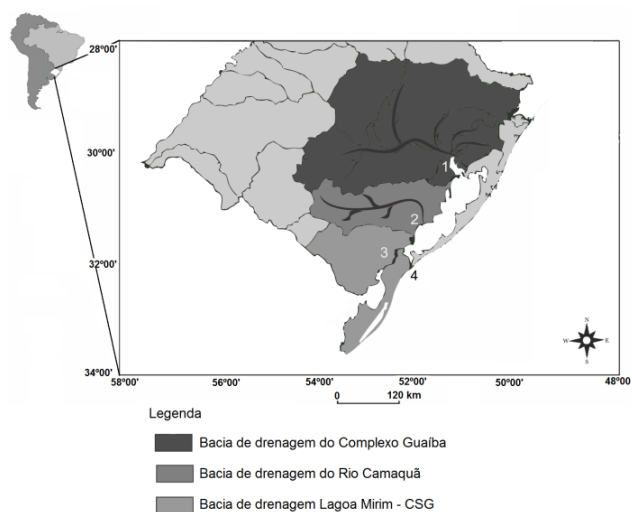 28°00'
30°00'
32°00'
34°00'
1
2
3
4
N
W E
S
58°00' 56°00' 54°00' 52°00' 50°00' 48°00
0 120 km
Legenda
Bacia de drenagem do Complexo Guaíba
Bacia de drenagem do Rio Camaquã
Bacia de drenagem Lagoa Mirim - CSG